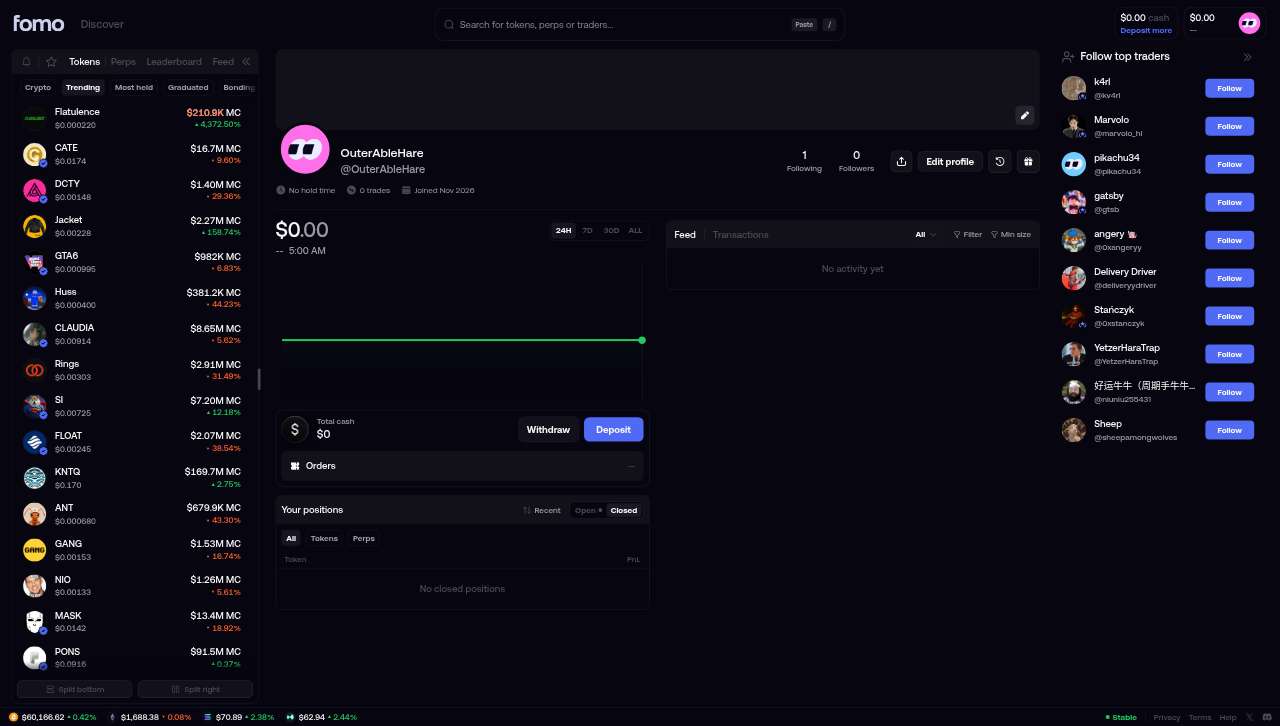 fomo
Discover
Search for tokens, perps or traders...
Paste
/
$0.00 cash
Deposit more
$0.00
—
Tokens Perps Leaderboard Feed
Crypto Trending Most held Graduated Bonding
Flatulence $210.9K MC
$0.000220 4,372.50%
CATE $16.7M MC
$0.0174 9.60%
DCTY $1.40M MC
$0.00148 29.36%
Jacket $2.27M MC
$0.00228 158.74%
GTA6 $982K MC
$0.000995 6.83%
Huss $381.2K MC
$0.000400 44.23%
CLAUDIA $8.65M MC
$0.00914 5.62%
Rings $2.91M MC
$0.00303 31.49%
SI $7.20M MC
$0.00725 12.18%
FLOAT $2.07M MC
$0.00245 38.54%
KNTQ $169.7M MC
$0.170 2.75%
ANT $679.9K MC
$0.000680 43.30%
GANG $1.53M MC
$0.00153 16.74%
NIO $1.26M MC
$0.00133 5.61%
MASK $13.4M MC
$0.0142 18.92%
PONS $91.5M MC
$0.0916 0.37%
Split bottom Split right
OuterAbleHare
@OuterAbleHare
No hold time 0 trades Joined Nov 2026
1 Following
0 Followers
Edit profile
$0.00
-- 5:00 AM
24H 7D 30D ALL
Total cash
$0
Withdraw Deposit
Orders —
Your positions Recent Open Closed
All Tokens Perps
Token PnL
No closed positions
Feed Transactions All Filter Min size
No activity yet
Follow top traders
k4rl
@kv4rl
Follow
Marvolo
@marvolo_hl
Follow
pikachu34
@pikachu34
Follow
gatsby
@gtsb
Follow
angery
@0xangeryy
Follow
Delivery Driver
@deliveryydriver
Follow
Stańczyk
@0xstanczyk
Follow
YetzerHaraTrap
@YetzerHaraTrap
Follow
好运牛牛（周期手牛牛...
@niuniu255431
Follow
Sheep
@sheepamongwolves
Follow
$60,166.62 0.42% $1,688.38 0.08% $70.89 2.38% $62.94 2.44%
Stable Privacy Terms Help